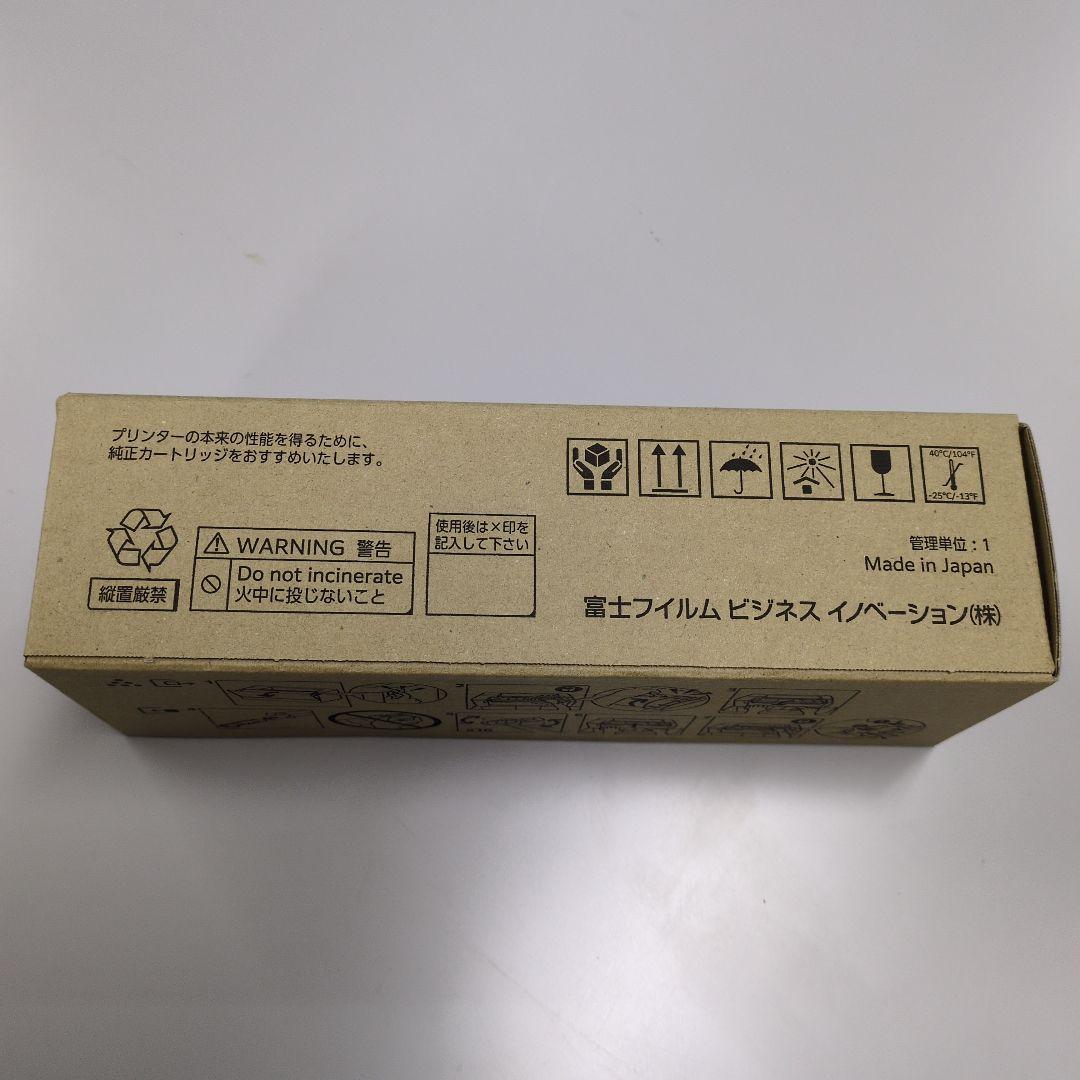 プリンターの本来の性能を得るために、
純正カートリッジをおすすめいたします。
40℃/104°F
-25℃/-13°F
使用後は×印を
記入して下さい
WARNING 警告
Do not incinerate
火中に投じないこと
縦置厳禁
管理単位：1
Made in Japan
富士フイルム ビジネス イノベーション(株)